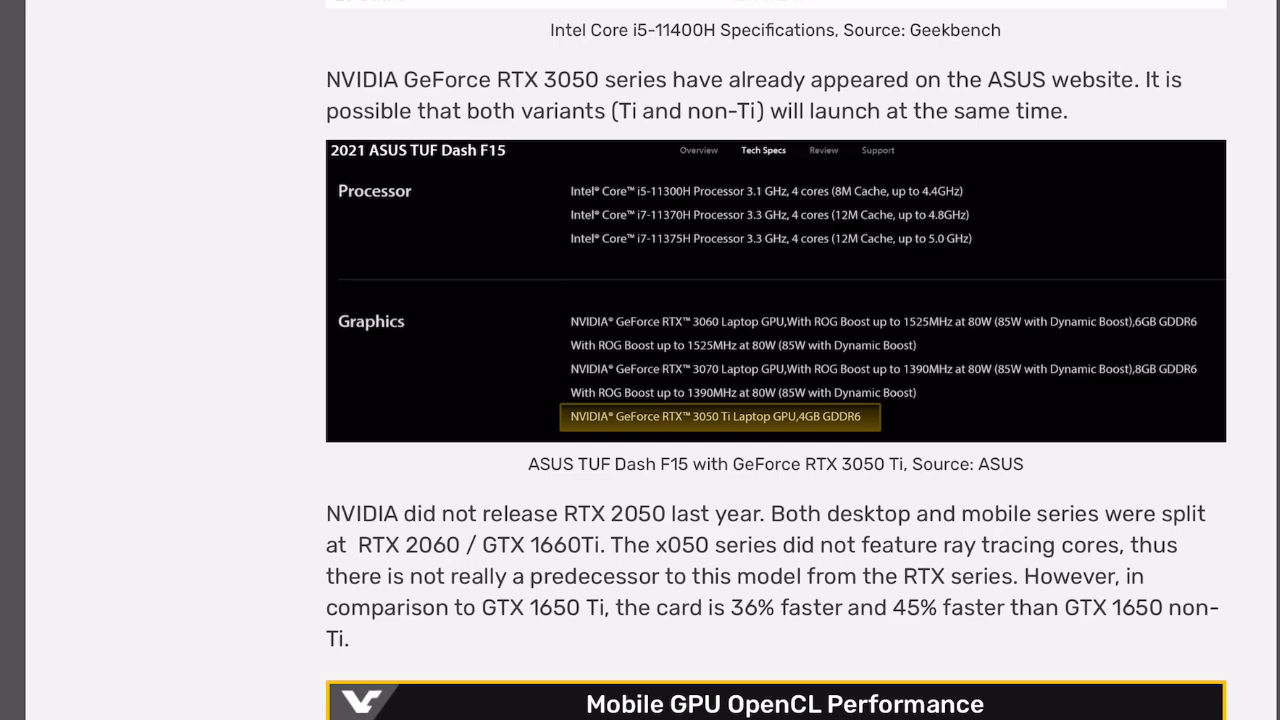 Intel Core i5-11400H Specifications, Source: Geekbench
NVIDIA GeForce RTX 3050 series have already appeared on the ASUS website. It is
possible that both variants (Ti and non-Ti) will launch at the same time.
2021 ASUS TUF Dash F15
Overview Tech Specs Review Support
Processor
Intel® Core™ i5-11300H Processor 3.1 GHz, 4 cores (8M Cache, up to 4.4GHz)
Intel® Core™ i7-11370H Processor 3.3 GHz, 4 cores (12M Cache, up to 4.8GHz)
Intel® Core™ i7-11375H Processor 3.3 GHz, 4 cores (12M Cache, up to 5.0 GHz)
Graphics
NVIDIA® GeForce RTX™ 3060 Laptop GPU,With ROG Boost up to 1525MHz at 80W (85W with Dynamic Boost),6GB GDDR6
With ROG Boost up to 1525MHz at 80W (85W with Dynamic Boost)
NVIDIA® GeForce RTX™ 3070 Laptop GPU,With ROG Boost up to 1390MHz at 80W (85W with Dynamic Boost),8GB GDDR6
With ROG Boost up to 1390MHz at 80W (85W with Dynamic Boost)
NVIDIA® GeForce RTX™ 3050 Ti Laptop GPU,4GB GDDR6
ASUS TUF Dash F15 with GeForce RTX 3050 Ti, Source: ASUS
NVIDIA did not release RTX 2050 last year. Both desktop and mobile series were split
at RTX 2060 / GTX 1660Ti. The x050 series did not feature ray tracing cores, thus
there is not really a predecessor to this model from the RTX series. However, in
comparison to GTX 1650 Ti, the card is 36% faster and 45% faster than GTX 1650 non-
Ti.
Mobile GPU OpenCL Performance